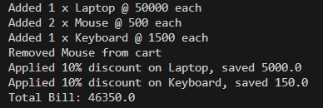 Added 1 x Laptop @ 50000 each
Added 2 x Mouse @ 500 each
Added 1 x Keyboard @ 1500 each
Removed Mouse from cart
Applied 10% discount on Laptop, saved 5000.0
Applied 10% discount on Keyboard, saved 150.0
Total Bill: 46350.0